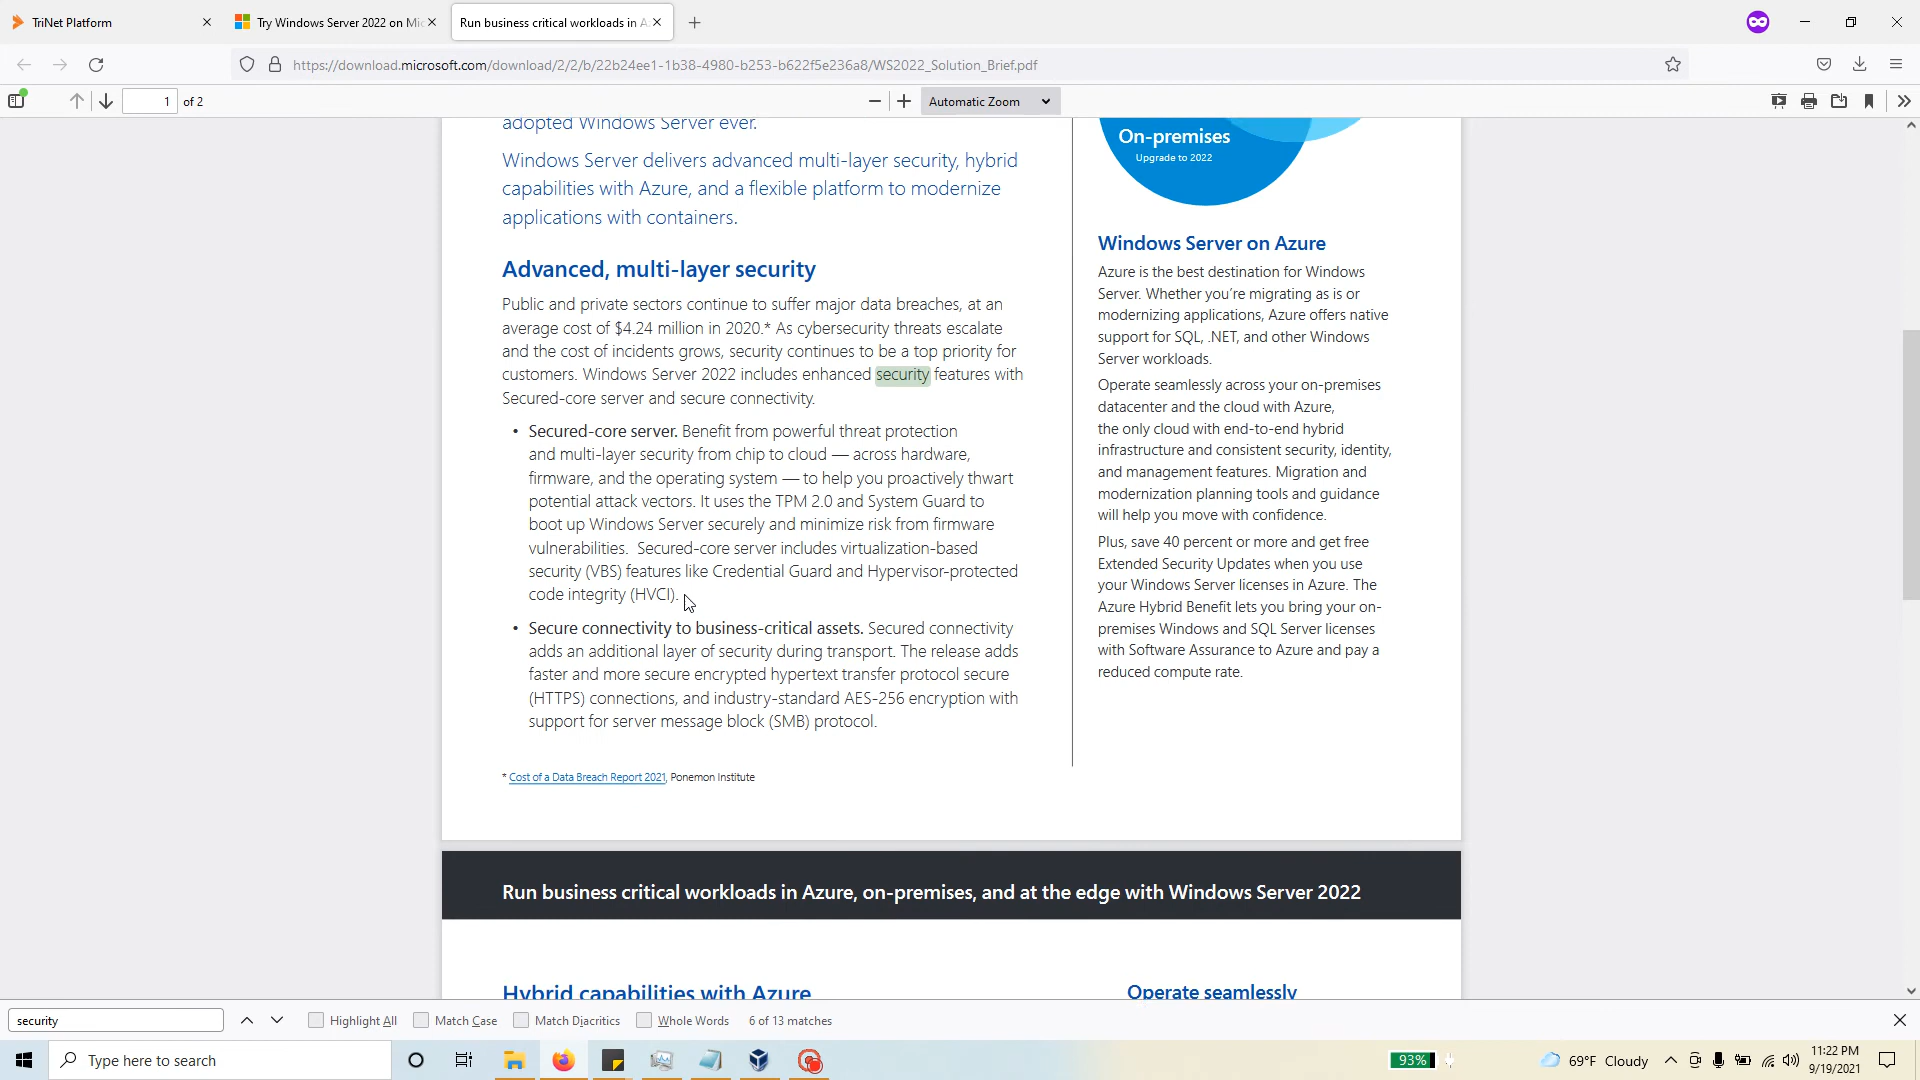 TriNet Platform
Try Windows Server 2022 on Mic
Run business critical workloads in A
https://download.microsoft.com/download/2/2/b/22b24ee1-1b38-4980-b253-b622f5e236a8/WS2022_Solution_Brief.pdf
1 of 2
Automatic Zoom
adopted Windows Server ever.
Windows Server delivers advanced multi-layer security, hybrid
capabilities with Azure, and a flexible platform to modernize
applications with containers.
Advanced, multi-layer security
Public and private sectors continue to suffer major data breaches, at an
average cost of $4.24 million in 2020.* As cybersecurity threats escalate
and the cost of incidents grows, security continues to be a top priority for
customers. Windows Server 2022 includes enhanced security features with
Secured-core server and secure connectivity.
• Secured-core server. Benefit from powerful threat protection
and multi-layer security from chip to cloud — across hardware,
firmware, and the operating system — to help you proactively thwart
potential attack vectors. It uses the TPM 2.0 and System Guard to
boot up Windows Server securely and minimize risk from firmware
vulnerabilities. Secured-core server includes virtualization-based
security (VBS) features like Credential Guard and Hypervisor-protected
code integrity (HVCI).
• Secure connectivity to business-critical assets. Secured connectivity
adds an additional layer of security during transport. The release adds
faster and more secure encrypted hypertext transfer protocol secure
(HTTPS) connections, and industry-standard AES-256 encryption with
support for server message block (SMB) protocol.
* Cost of a Data Breach Report 2021, Ponemon Institute
On-premises
Upgrade to 2022
Windows Server on Azure
Azure is the best destination for Windows
Server. Whether you're migrating as is or
modernizing applications, Azure offers native
support for SQL, .NET, and other Windows
Server workloads.
Operate seamlessly across your on-premises
datacenter and the cloud with Azure,
the only cloud with end-to-end hybrid
infrastructure and consistent security, identity,
and management features. Migration and
modernization planning tools and guidance
will help you move with confidence.
Plus, save 40 percent or more and get free
Extended Security Updates when you use
your Windows Server licenses in Azure. The
Azure Hybrid Benefit lets you bring your on-
premises Windows and SQL Server licenses
with Software Assurance to Azure and pay a
reduced compute rate.
Run business critical workloads in Azure, on-premises, and at the edge with Windows Server 2022
Hybrid capabilities with Azure
Operate seamlessly
security
Highlight All
Match Case
Match Diacritics
Whole Words
6 of 13 matches
Type here to search
93%
69°F Cloudy
11:22 PM
9/19/2021